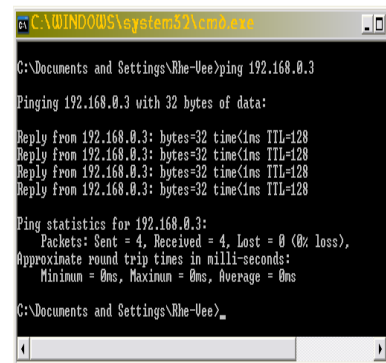 C:\WINDOWS\system32\cmd.exe
C:\Documents and Settings\Rhe-Vee>ping 192.168.0.3
Pinging 192.168.0.3 with 32 bytes of data:
Reply from 192.168.0.3: bytes=32 time<1ms TTL=128
Reply from 192.168.0.3: bytes=32 time<1ms TTL=128
Reply from 192.168.0.3: bytes=32 time<1ms TTL=128
Reply from 192.168.0.3: bytes=32 time<1ms TTL=128
Ping statistics for 192.168.0.3:
Packets: Sent = 4, Received = 4, Lost = 0 (0% loss),
Approximate round trip times in milli-seconds:
Minimum = 0ms, Maximum = 0ms, Average = 0ms
C:\Documents and Settings\Rhe-Vee>_